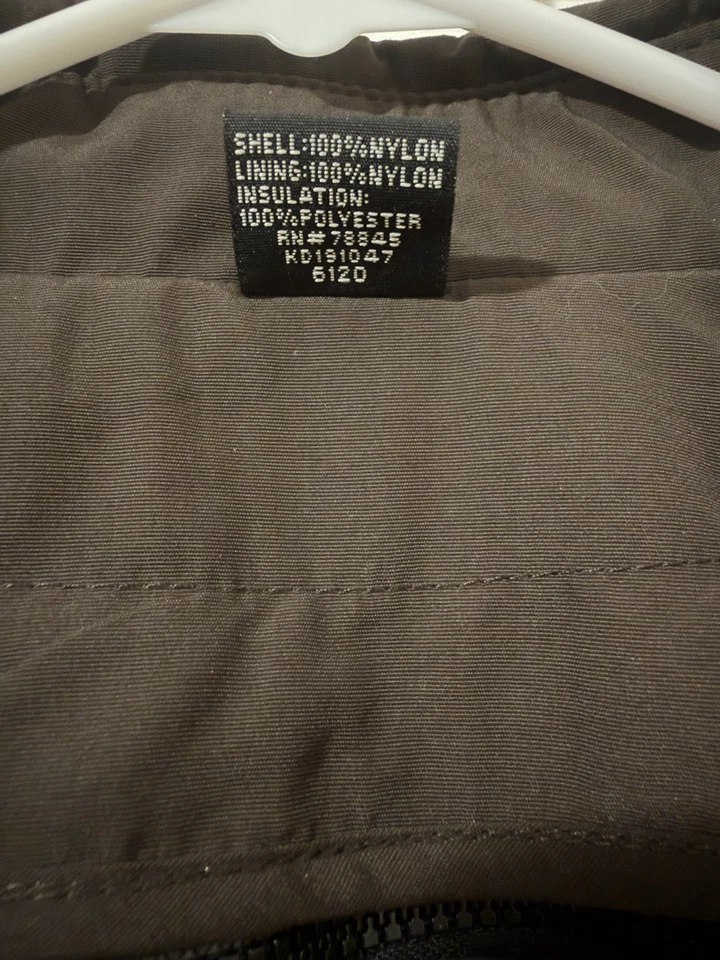 SHELL:100%NYLON
LINING:100%NYLON
INSULATION:
100%POLYESTER
RN#78845
KD191047
6120